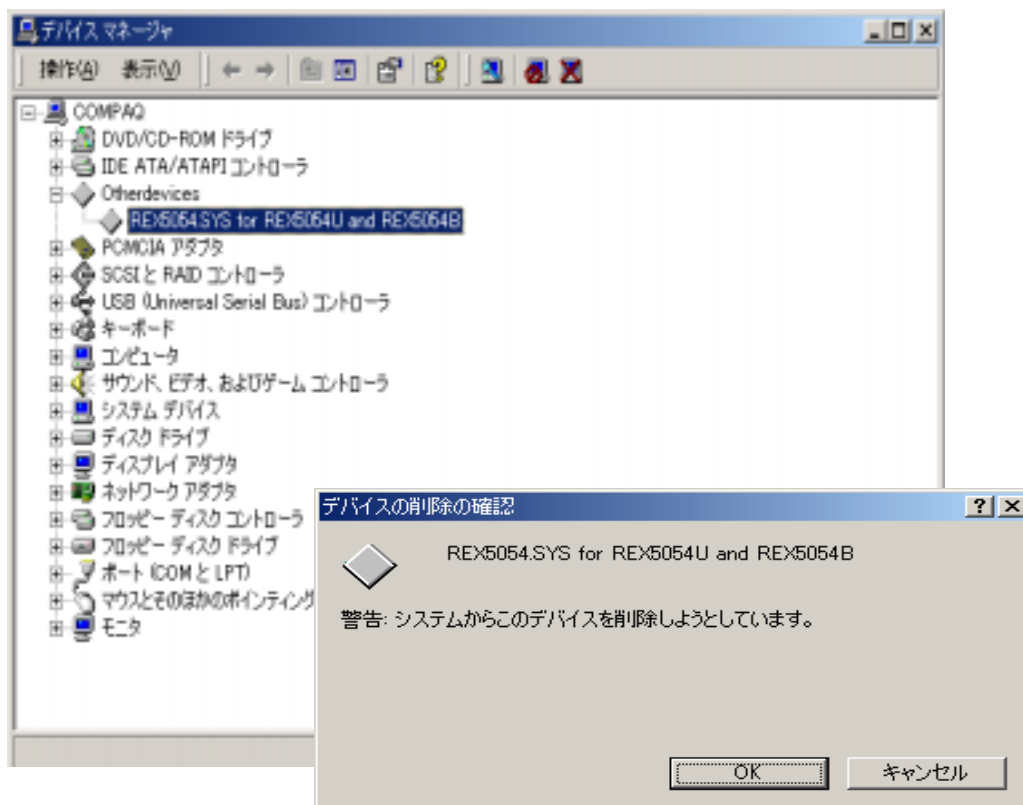 デバイス マネージャ
操作(A) 表示(V)
COMPAQ
DVD/CD-ROM ドライブ
IDE ATA/ATAPI コントローラ
Otherdevices
REX5054.SYS for REX5054U and REX5054B
PCMCIA アダプタ
SCSI と RAID コントローラ
USB (Universal Serial Bus) コントローラ
キーボード
コンピュータ
サウンド、ビデオ、およびゲーム コントローラ
システム デバイス
ディスク ドライブ
ディスプレイ アダプタ
ネットワーク アダプタ
フロッピー ディスク コントローラ
フロッピー ディスク ドライブ
ポート (COM と LPT)
マウスとそのほかのポインティング
モニタ
デバイスの削除の確認
REX5054.SYS for REX5054U and REX5054B
警告: システムからこのデバイスを削除しようとしています。
OK キャンセル